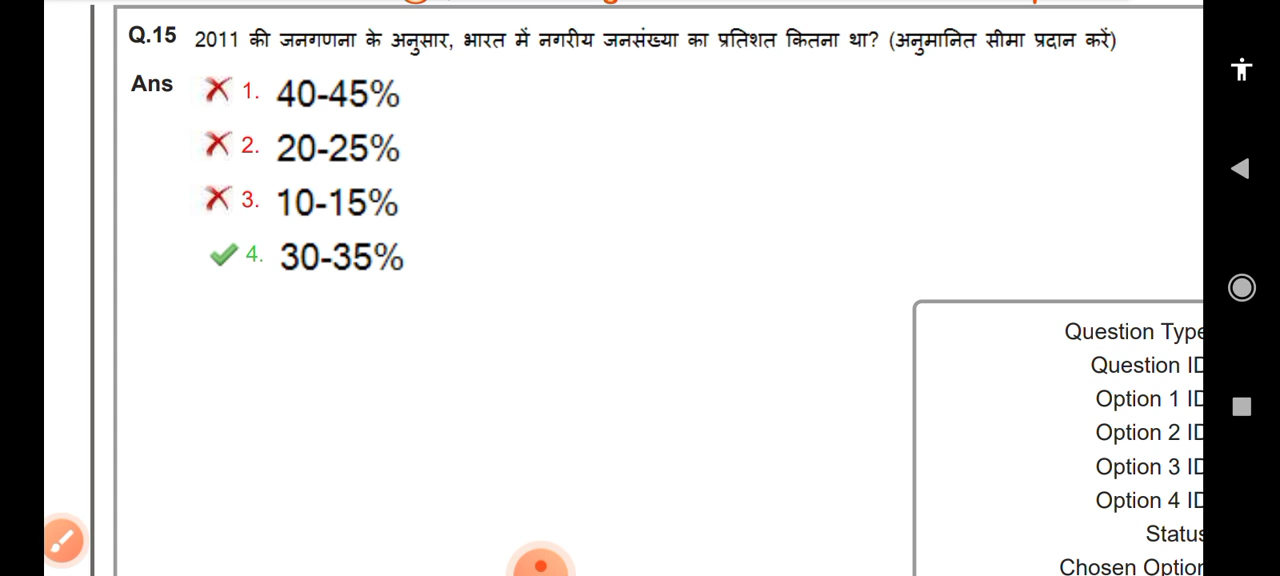 Q.15 2011 की जनगणना के अनुसार, भारत में नगरीय जनसंख्या का प्रतिशत कितना था? (अनुमानित सीमा प्रदान करें)
Ans 1. 40-45%
2. 20-25%
3. 10-15%
4. 30-35%
Question Type
Question ID
Option 1 ID
Option 2 ID
Option 3 ID
Option 4 ID
Status
Chosen Option